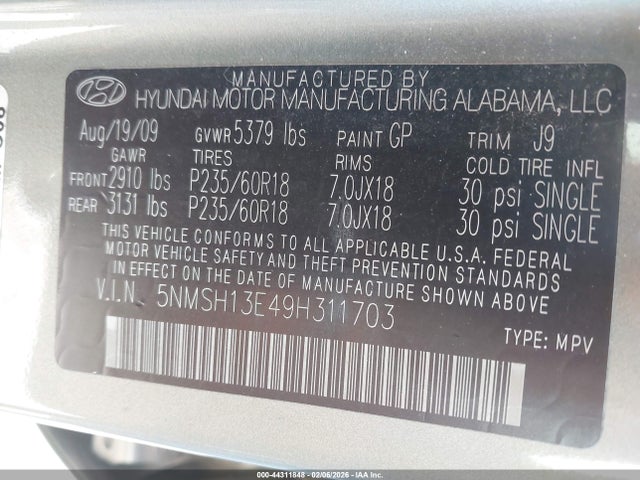 MANUFACTURED BY
HYUNDAI MOTOR MANUFACTURING ALABAMA, LLC
Aug/19/09 GVWR 5379 lbs PAINT GP TRIM J9
GAWR TIRES RIMS COLD TIRE INFL
FRONT 2910 lbs P235/60R18 7.0JX18 30 psi SINGLE
REAR 3131 lbs P235/60R18 7.0JX18 30 psi SINGLE
THIS VEHICLE CONFORMS TO ALL APPLICABLE U.S.A. FEDERAL
MOTOR VEHICLE SAFETY AND THEFT PREVENTION STANDARDS
IN EFFECT ON THE DATE OF MANUFACTURE SHOWN ABOVE.
V.I.N. 5NMSH13E49H311703
TYPE: MPV
000-44311848 - 02/06/2026 - IAA Inc.